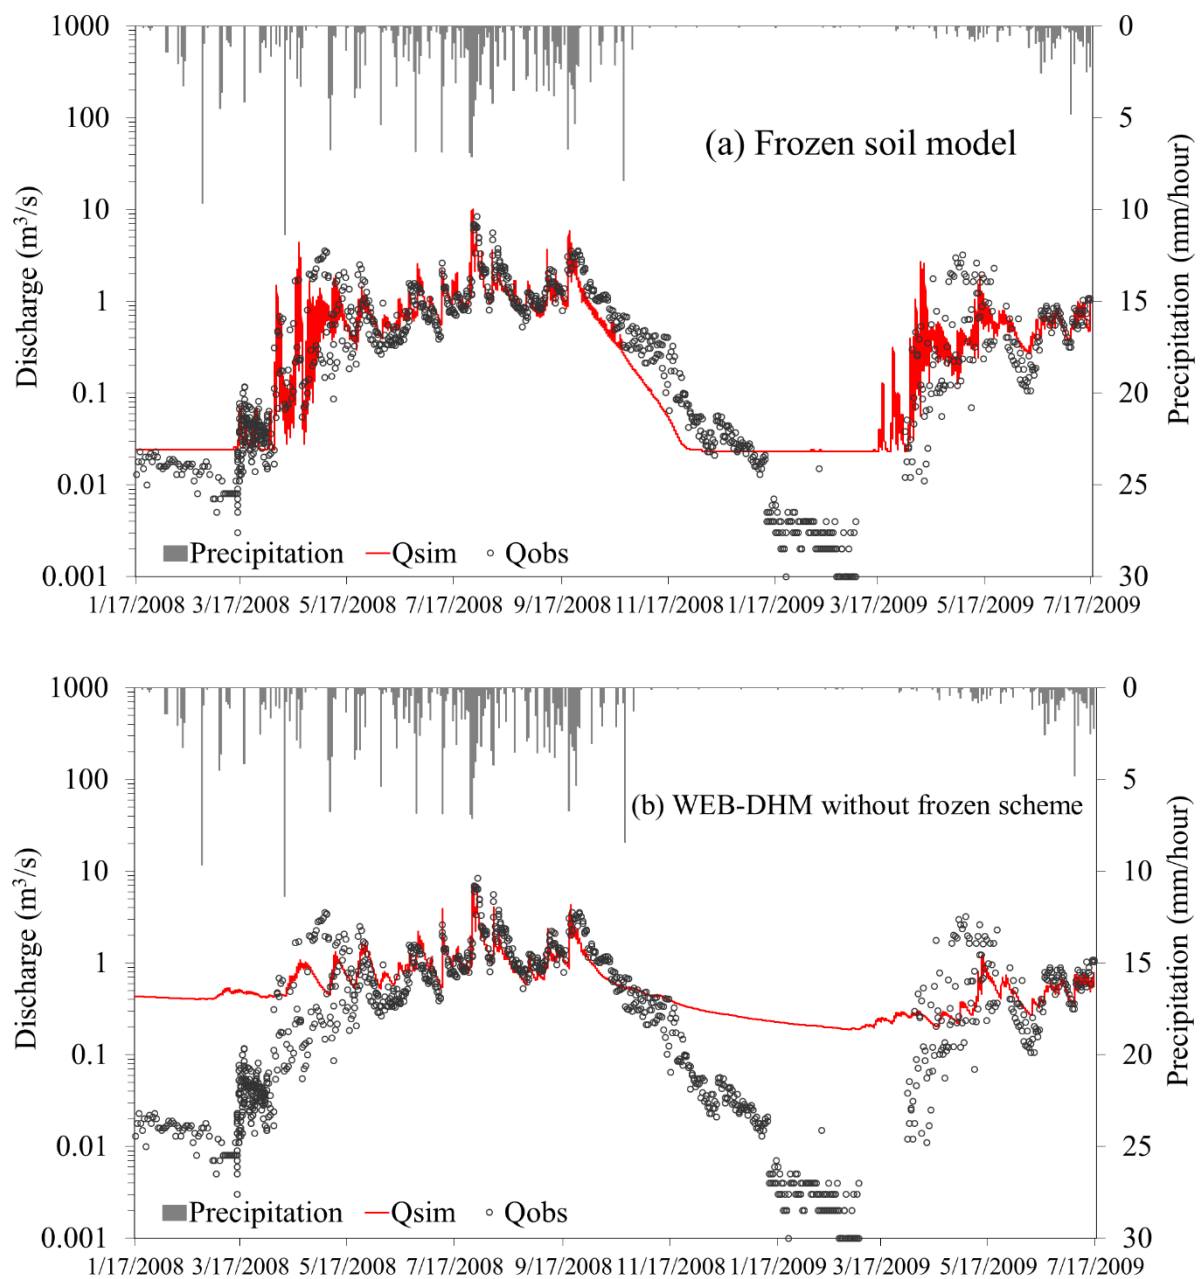 1000
100
10
1
0.1
0.01
0.001
Discharge (m³/s)
(a) Frozen soil model
0
5
10
15
20
25
30
Precipitation (mm/hour)
Precipitation Qsim Qobs
1/17/2008 3/17/2008 5/17/2008 7/17/2008 9/17/2008 11/17/2008 1/17/2009 3/17/2009 5/17/2009 7/17/2009
1000
100
10
1
0.1
0.01
0.001
Discharge (m³/s)
(b) WEB-DHM without frozen scheme
0
5
10
15
20
25
30
Precipitation (mm/hour)
Precipitation Qsim Qobs
1/17/2008 3/17/2008 5/17/2008 7/17/2008 9/17/2008 11/17/2008 1/17/2009 3/17/2009 5/17/2009 7/17/2009